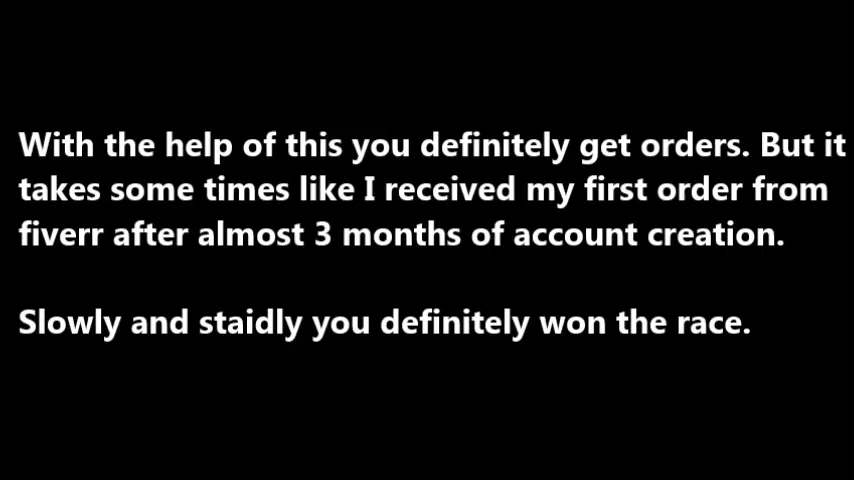 With the help of this you definitely get orders. But it
takes some times like I received my first order from
fiverr after almost 3 months of account creation.
Slowly and staidly you definitely won the race.